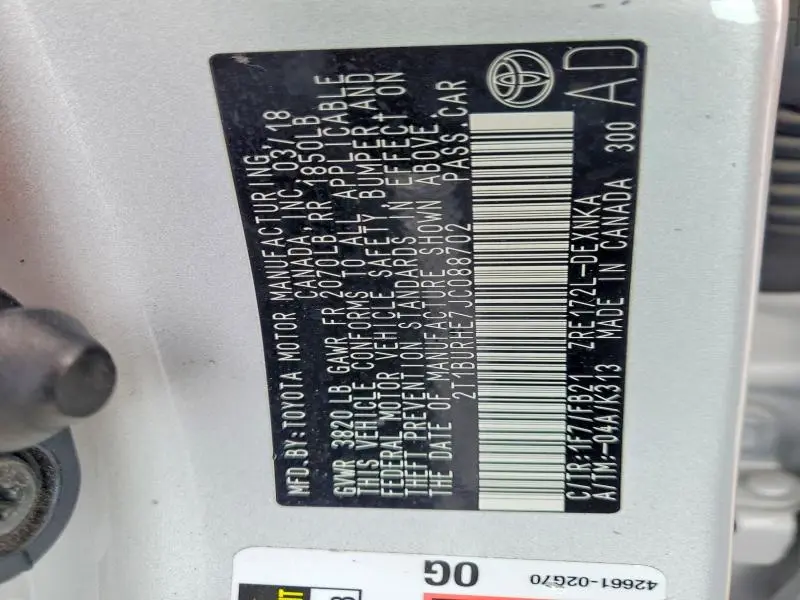 MFD.BY:TOYOTA MOTOR MANUFACTURING
CANADA, INC. 03/18
GVWR 3820 LB GAWR FR 2070LB RR 1850LB
THIS VEHICLE CONFORMS TO ALL APPLICABLE
FEDERAL MOTOR VEHICLE SAFETY BUMPER,AND
THEFT PREVENTION STANDARDS IN EFFECT ON
THE DATE OF MANUFACTURE SHOWN ABOVE.
2T1BURHE7JC088702 PASS.CAR
C/TR:1F7/FB21 ZRE172L-DEXNKA
A/TM:-04A/K313 MADE IN CANADA 300 AD
OG
42661-02G70